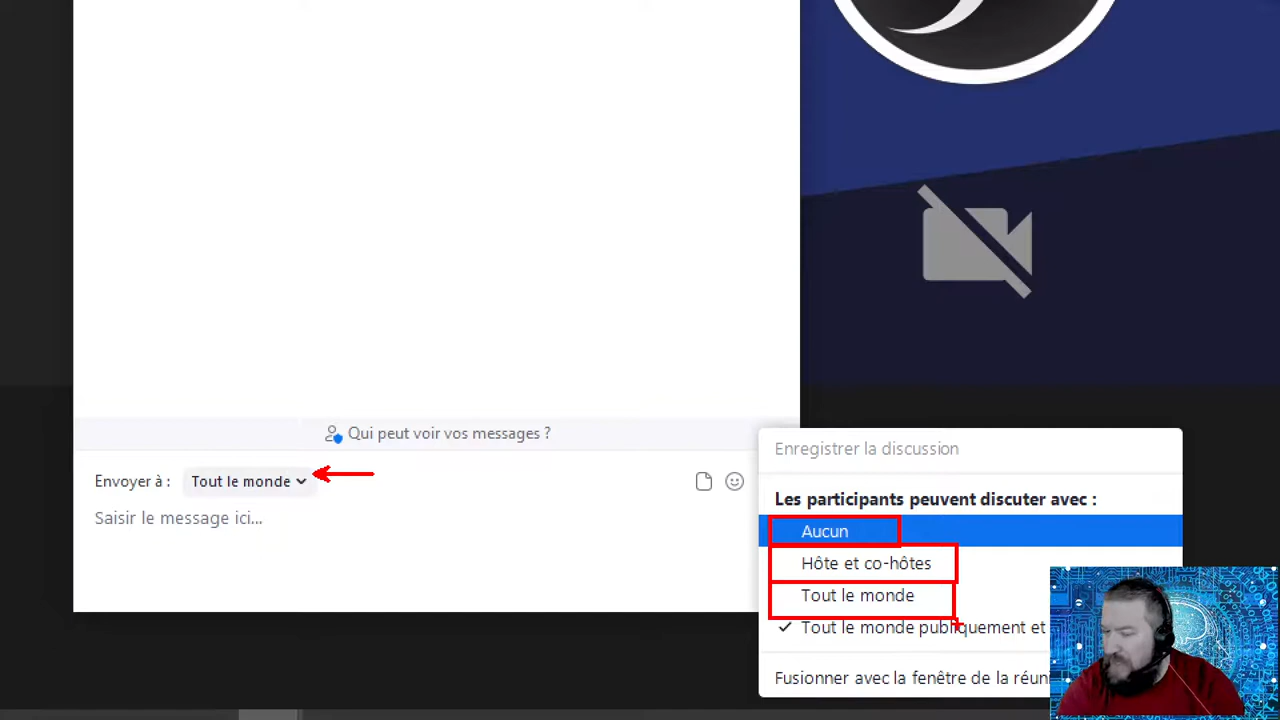 Qui peut voir vos messages ?
Envoyer à :
Tout le monde
Saisir le message ici...
Enregistrer la discussion
Les participants peuvent discuter avec :
Aucun
Hôte et co-hôtes
Tout le monde
Tout le monde publiquement et
Fusionner avec la fenêtre de la